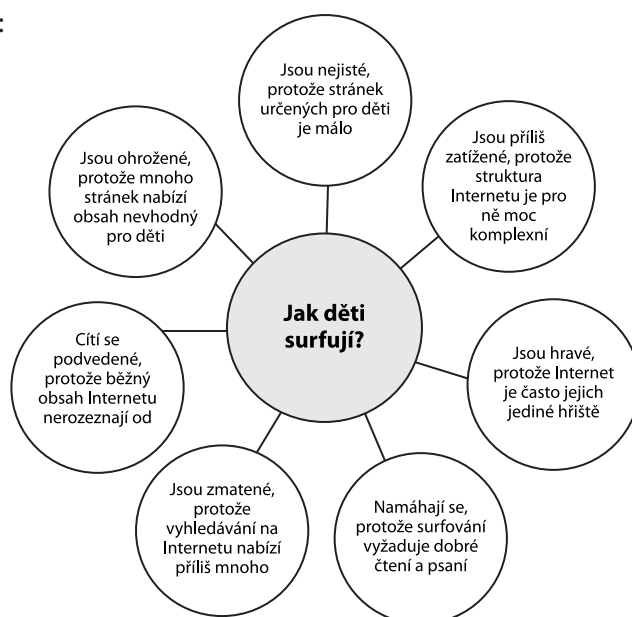 :
Jsou nejisté,
protože stránek
určených pro děti
je málo
Jsou příliš
zatížené, protože
struktura
Internetu je pro
ně moc
komplexní
Jsou hravé,
protože Internet
je často jejich
jediné hřiště
Namáhají se,
protože surfování
vyžaduje dobré
čtení a psaní
Jsou zmatené,
protože
vyhledávání na
Internetu nabízí
příliš mnoho
Cítí se
podvedené,
protože běžný
obsah Internetu
nerozeznají od
Jsou ohrožené,
protože mnoho
stránek nabízí
obsah nevhodný
pro děti
Jak děti
surfují?